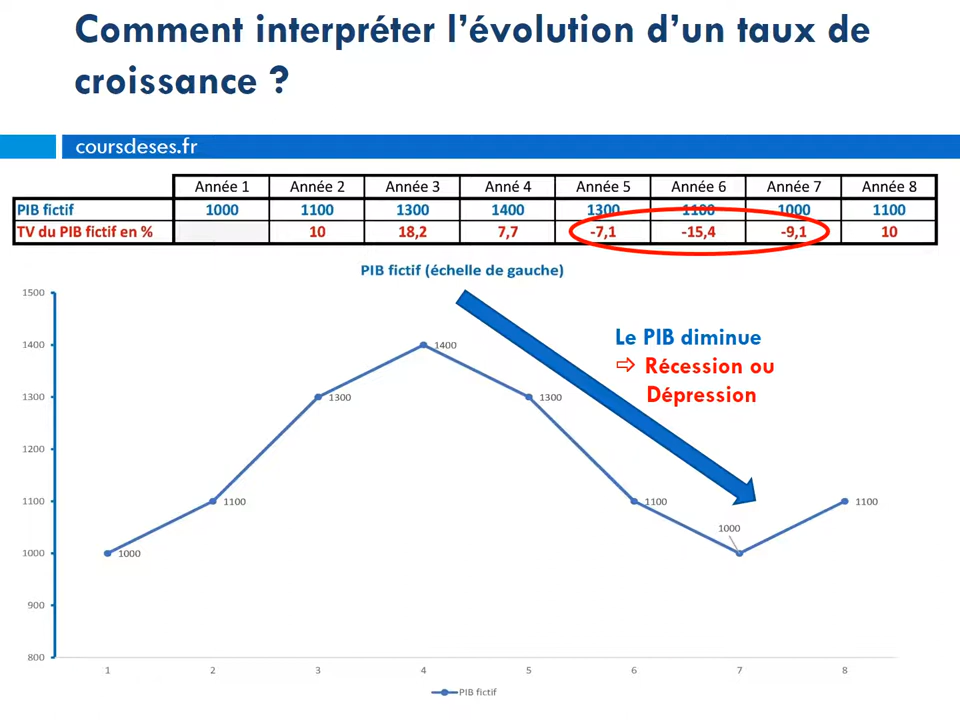 Comment interpréter l’évolution d’un taux de
croissance ?
coursdeses.fr
Année 1 Année 2 Année 3 Anné 4 Année 5 Année 6 Année 7 Année 8
PIB fictif 1000 1100 1300 1400 1300 1100 1000 1100
TV du PIB fictif en % 10 18,2 7,7 -7,1 -15,4 -9,1 10
PIB fictif (échelle de gauche)
1500
1400
1300
1200
1100
1000
900
800
1000
1100
1300
1400
1300
1100
1000
1100
Le PIB diminue
⇨ Récession ou
Dépression
1 2 3 4 5 6 7 8
PIB fictif